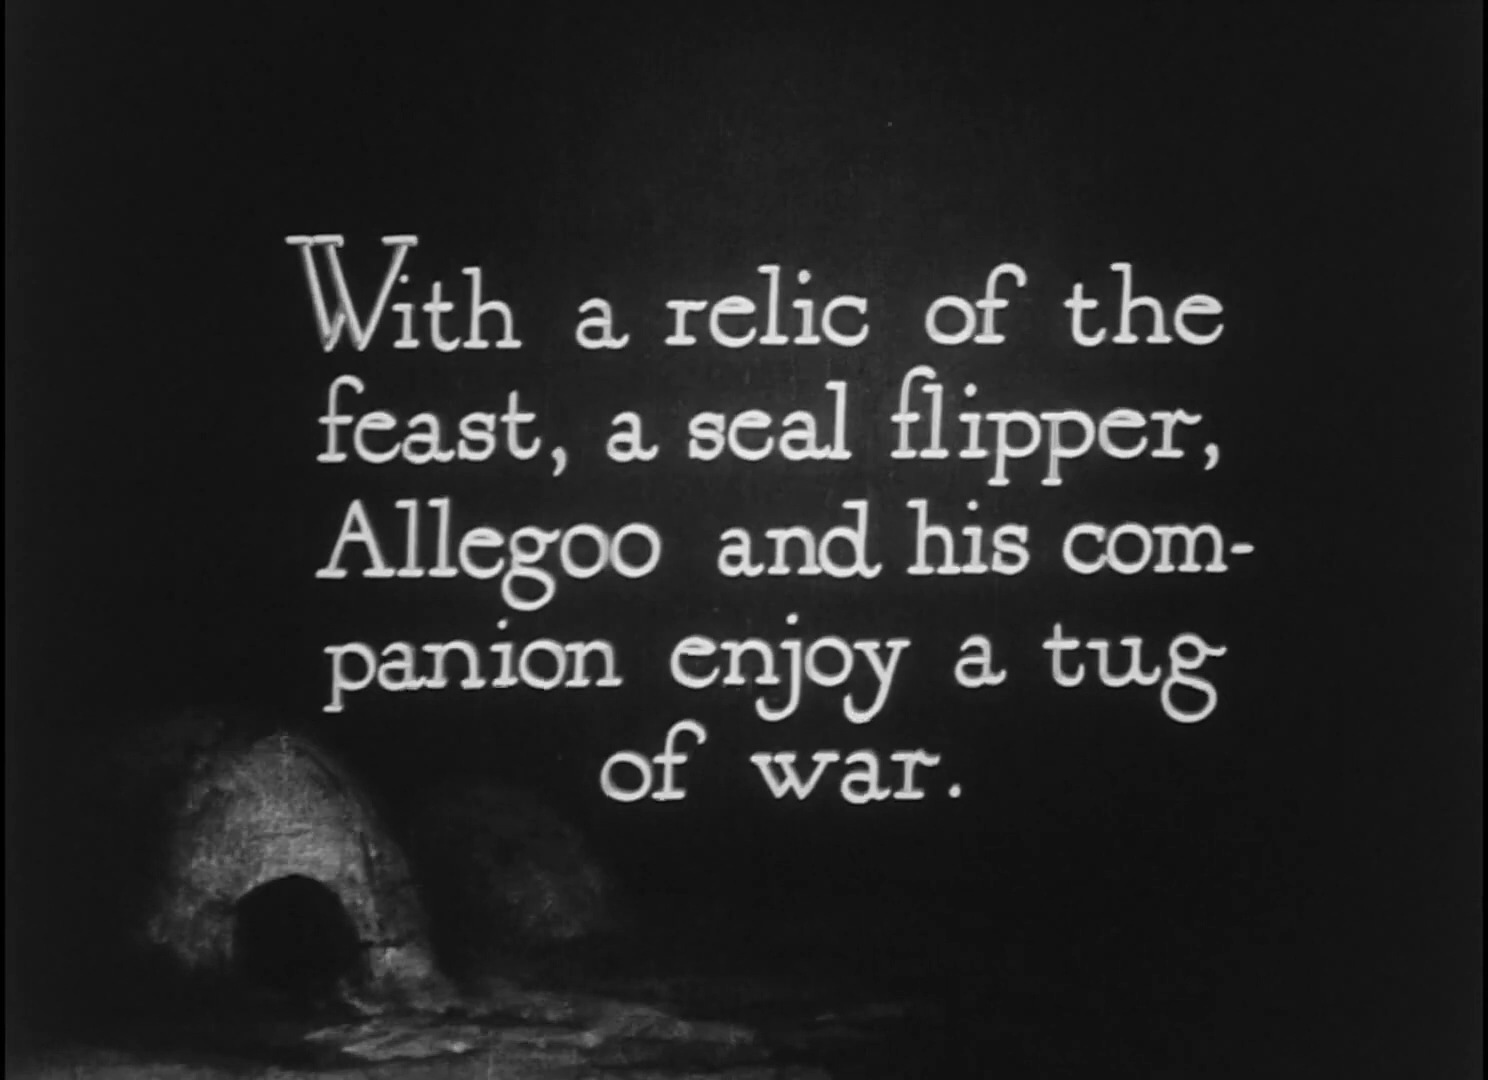 With a relic of the
feast, a seal flipper,
Allegoo and his com-
panion enjoy a tug
of war.